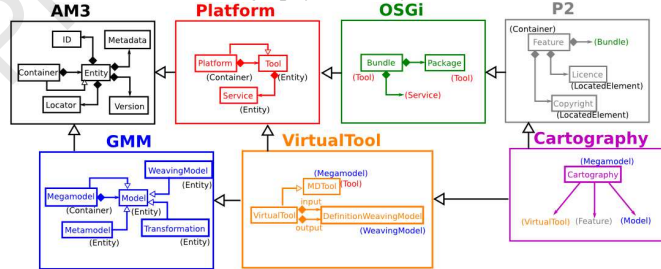 AM3
ID
Metadata
Container
Entity
Locator
Version
Platform
Platform
Tool
(Container)
(Entity)
Service
(Entity)
OSGi
Bundle
Package
(Tool)
(Tool)
(Service)
P2
(Container)
Feature
(Bundle)
Licence
(LocatedElement)
Copyright
(LocatedElement)
GMM
WeavingModel
(Entity)
Megamodel
Model
(Container)
(Entity)
Metamodel
Transformation
(Entity)
(Entity)
VirtualTool
(Megamodel)
MDTool
(Tool)
input
VirtualTool
DefinitionWeavingModel
output
(WeavingModel)
Cartography
(Megamodel)
Cartography
(VirtualTool)
(Feature)
(Model)